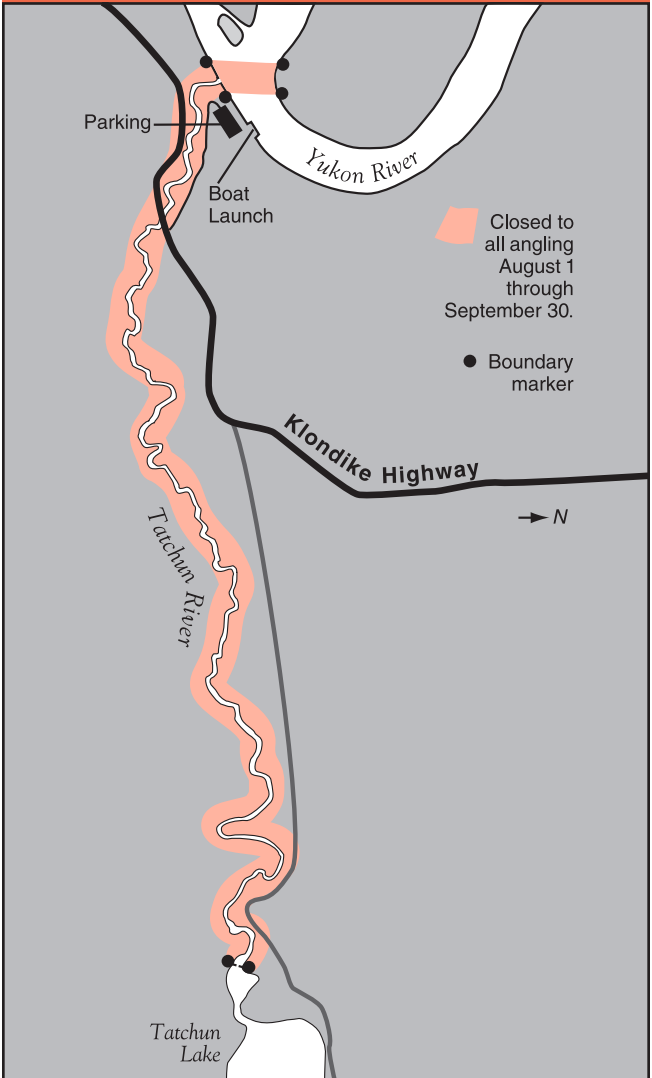 Parking
Boat
Launch
Yukon River
Closed to
all angling
August 1
through
September 30.
Boundary
marker
Klondike Highway
N
Tatchun River
Tatchun
Lake